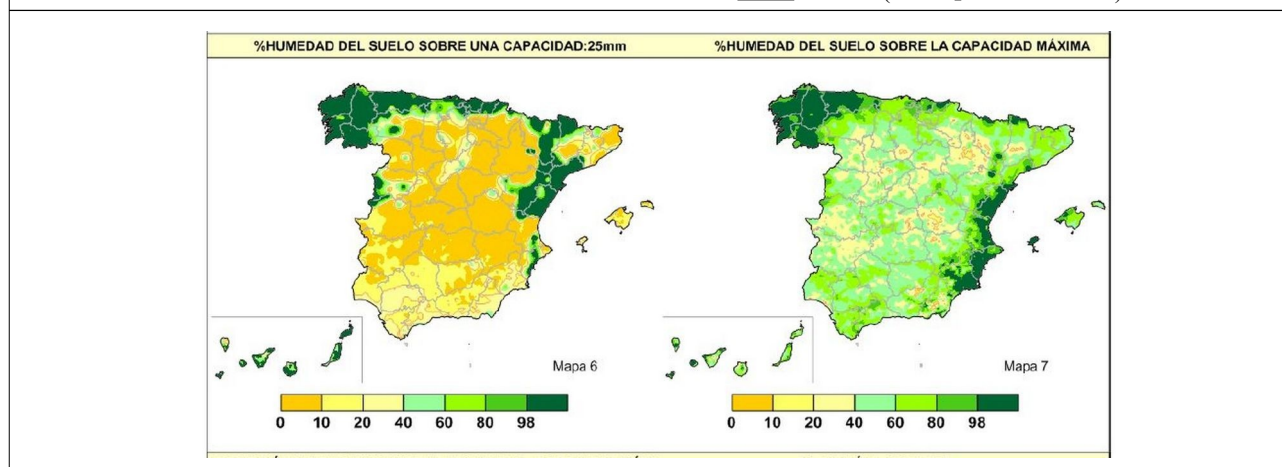 %HUMEDAD DEL SUELO SOBRE UNA CAPACIDAD:25mm
%HUMEDAD DEL SUELO SOBRE LA CAPACIDAD MÁXIMA
Mapa 6
Mapa 7
0 10 20 40 60 80 98
0 10 20 40 60 80 98